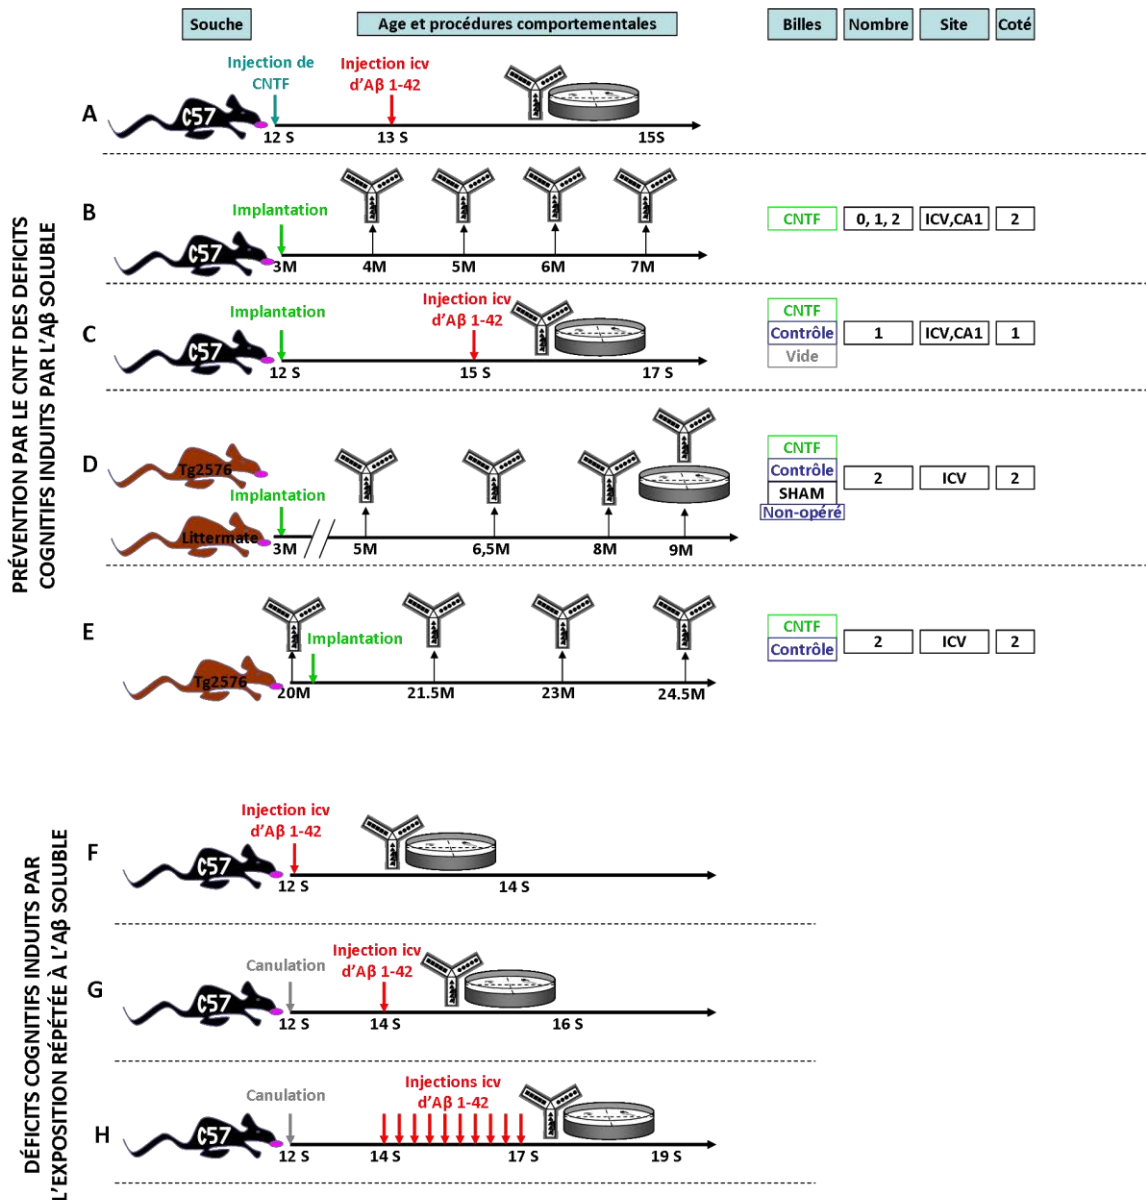 Souche
Age et procédures comportementales
Billes
Nombre
Site
Coté
PRÉVENTION PAR LE CNTF DES DEFICITS
COGNITIFS INDUITS PAR L'Aβ SOLUBLE
A
C57
Injection de
CNTF
Injection icv
d'Aβ 1-42
12 S
13 S
15S
B
C57
Implantation
3M
4M
5M
6M
7M
CNTF
0, 1, 2
ICV,CA1
2
C
C57
Implantation
Injection icv
d'Aβ 1-42
12 S
15 S
17 S
CNTF
Contrôle
Vide
1
ICV,CA1
1
D
Tg2576
Implantation
Littermate
3M
5M
6,5M
8M
9M
CNTF
Contrôle
SHAM
Non-opéré
2
ICV
2
E
Tg2576
Implantation
20M
21.5M
23M
24.5M
CNTF
Contrôle
2
ICV
2
DÉFICITS COGNITIFS INDUITS PAR
L'EXPOSITION RÉPÉTÉE À L'Aβ SOLUBLE
F
C57
Injection icv
d'Aβ 1-42
12 S
14 S
G
C57
Canulation
Injection icv
d'Aβ 1-42
12 S
14 S
16 S
H
C57
Canulation
Injections icv
d'Aβ 1-42
12 S
14 S
17 S
19 S